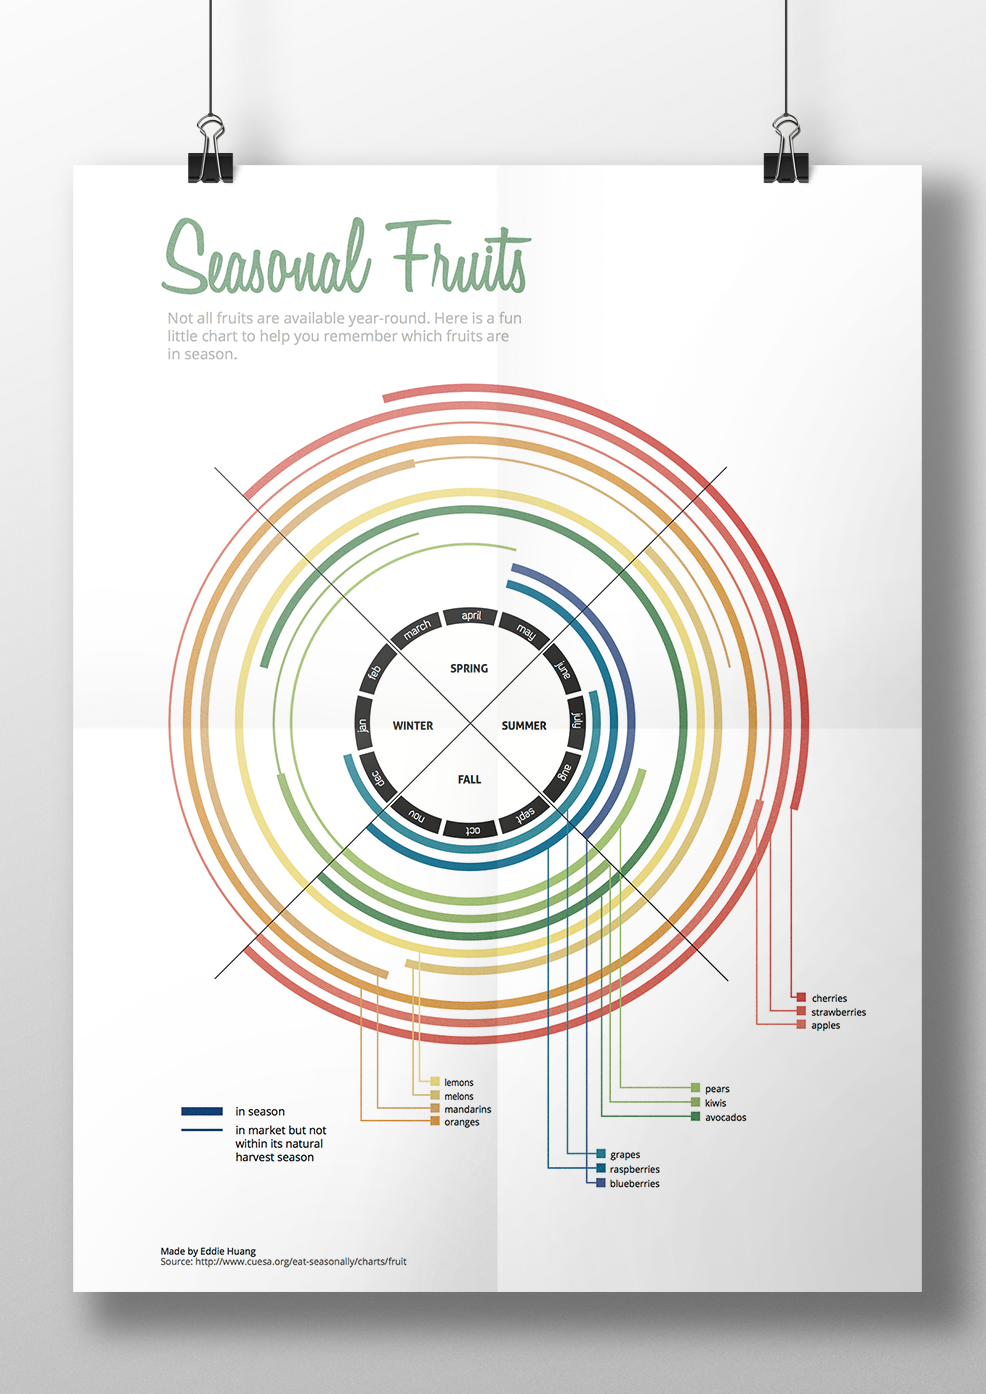 Seasonal Fruits
Not all fruits are available year-round. Here is a fun
little chart to help you remember which fruits are
in season.
april
may
june
july
aug
sept
oct
nov
dec
jan
feb
march
SPRING
WINTER
SUMMER
FALL
cherries
strawberries
apples
lemons
melons
mandarins
oranges
pears
kiwis
avocados
grapes
raspberries
blueberries
in season
in market but not
within its natural
harvest season
Made by Eddie Huang
Source: http://www.cuesa.org/eat-seasonally/charts/fruit